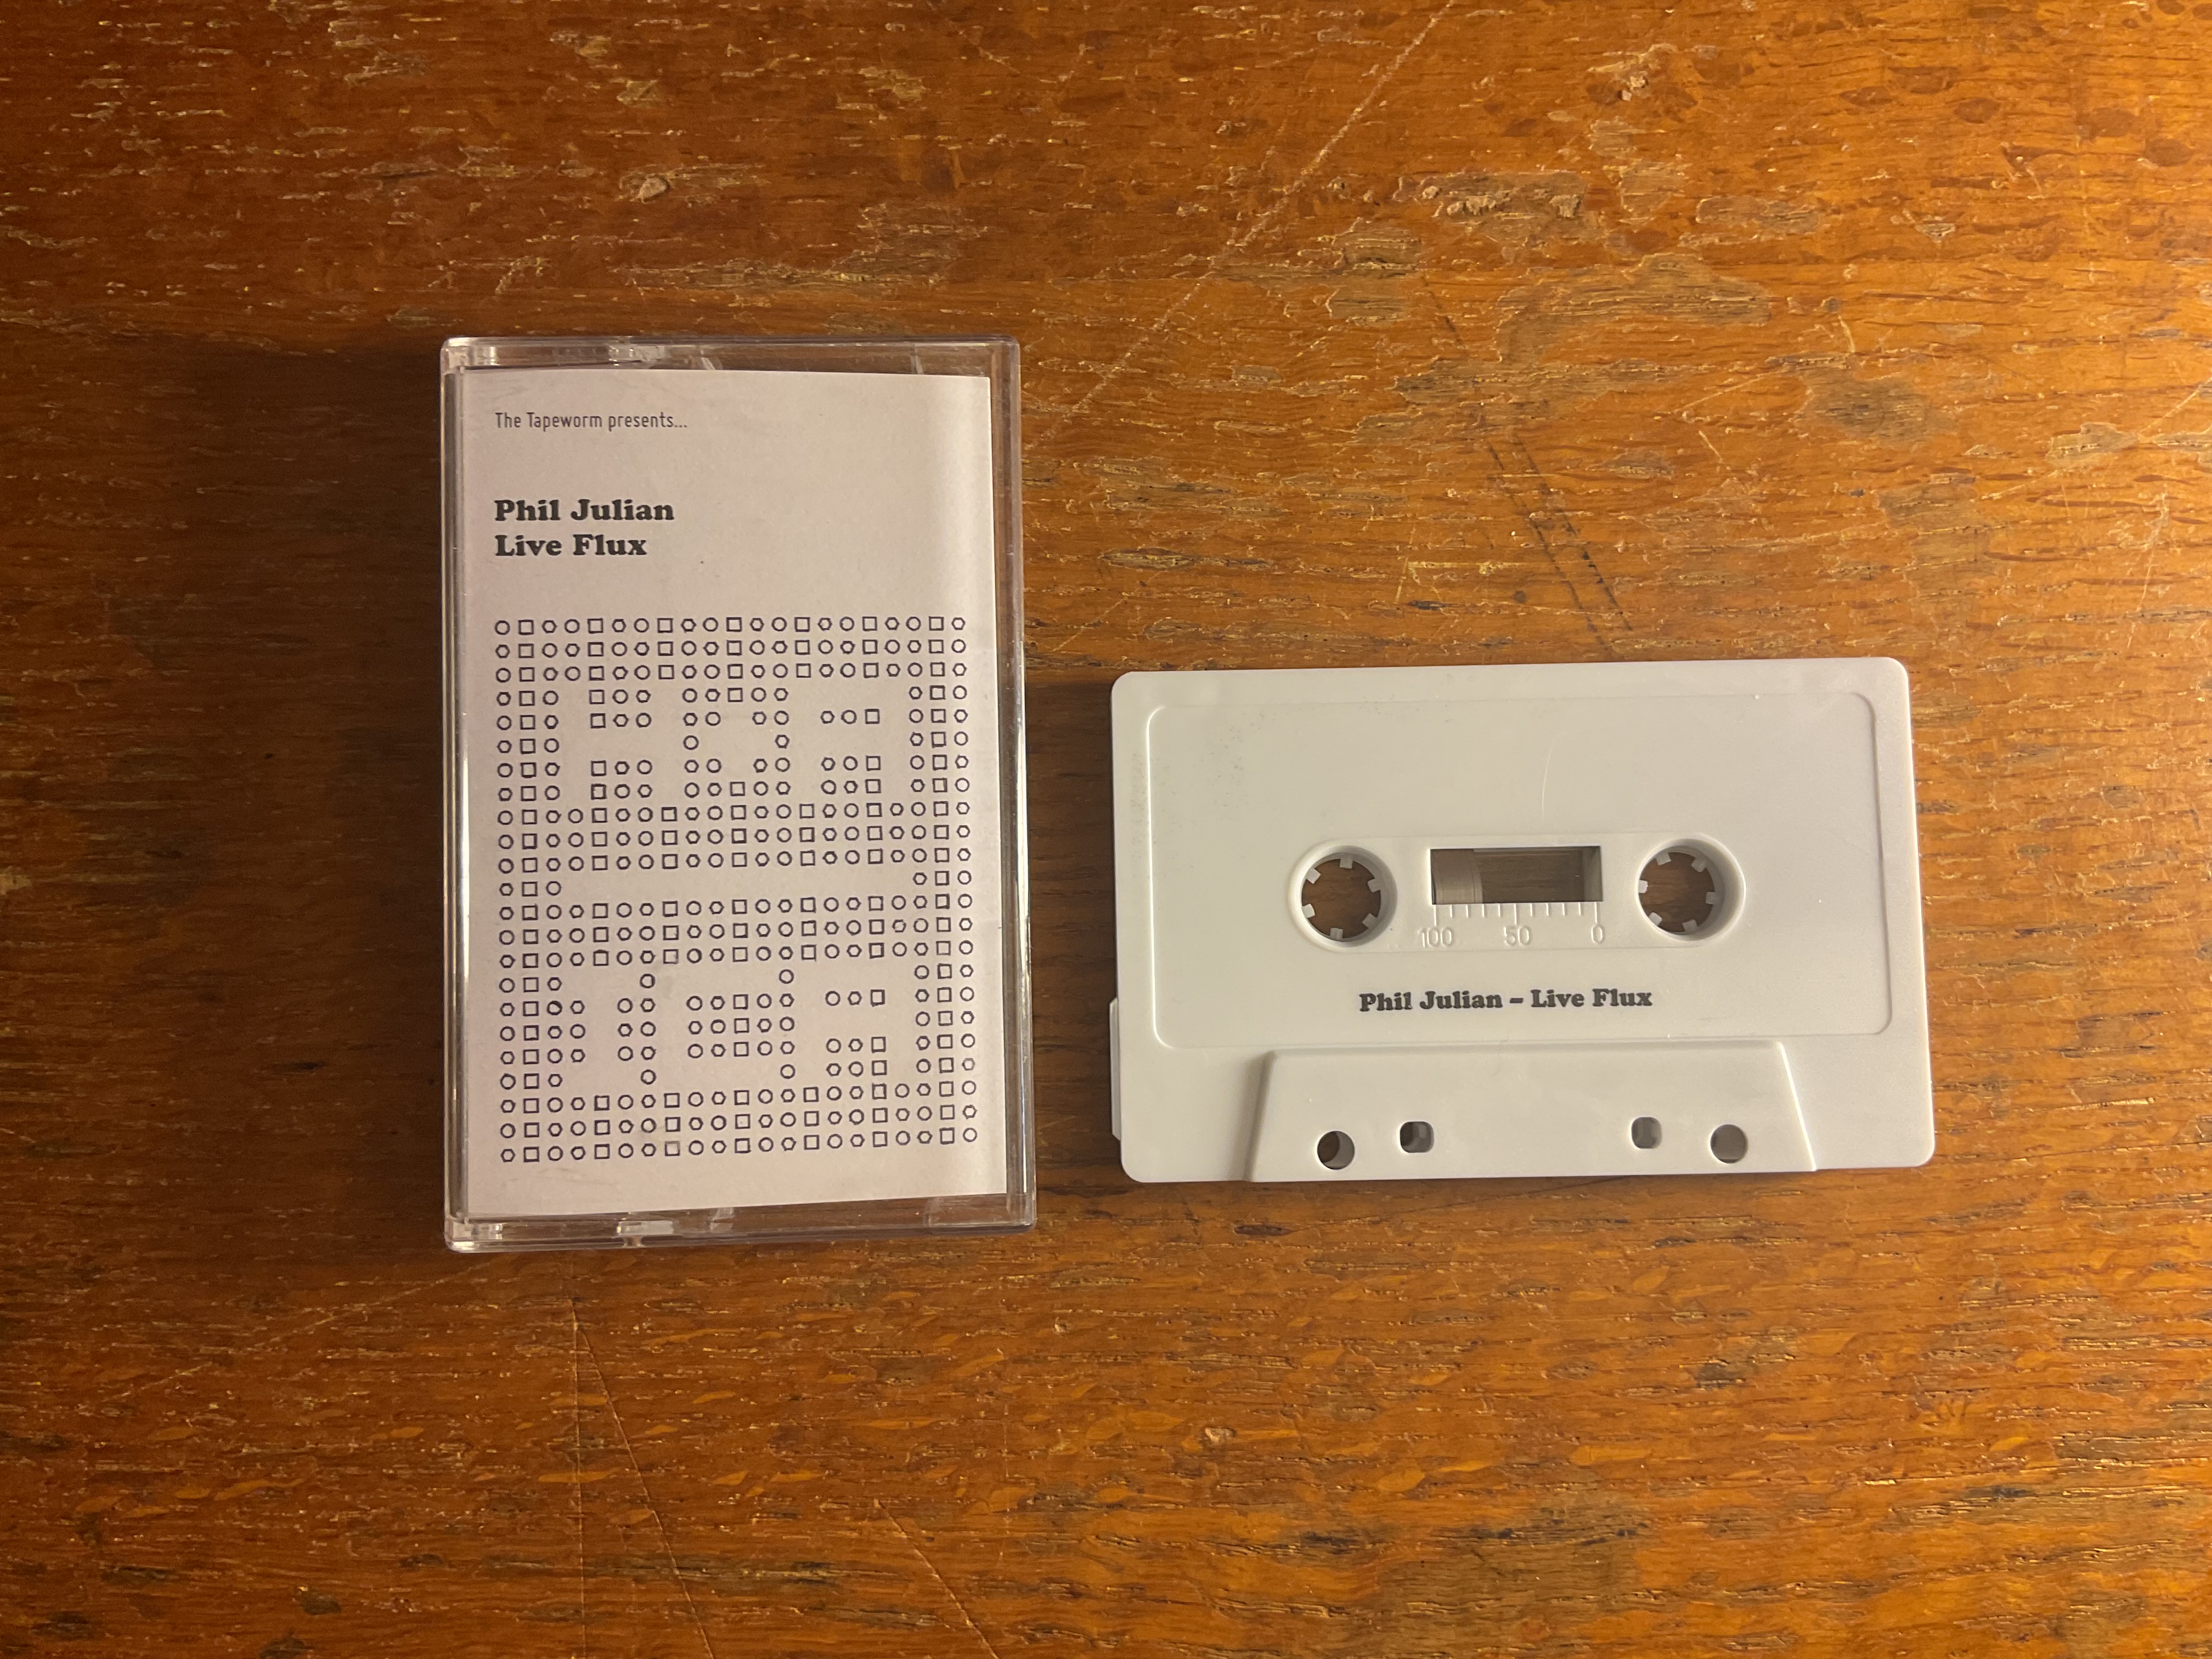 The Tapeworm presents...
Phil Julian
Live Flux
100 50 0
Phil Julian – Live Flux